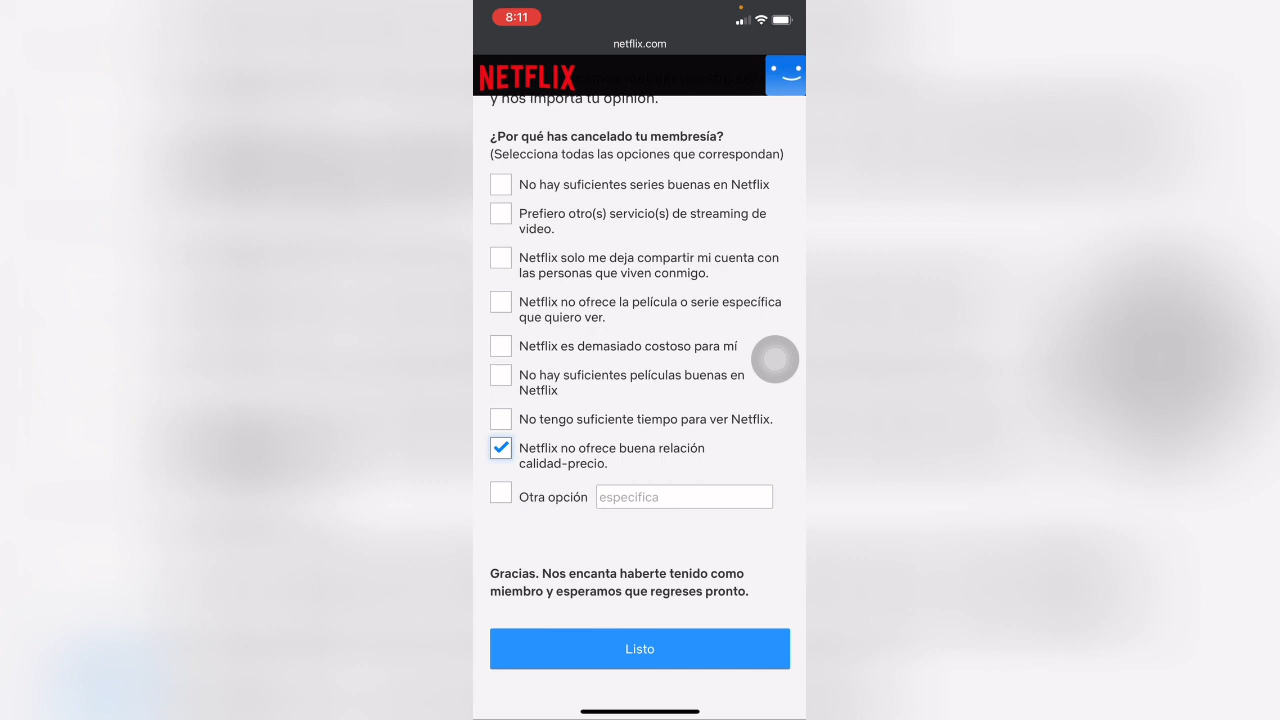 8:11
netflix.com
NETFLIX
y nos importa tu opinión.
¿Por qué has cancelado tu membresía?
(Selecciona todas las opciones que correspondan)
No hay suficientes series buenas en Netflix
Prefiero otro(s) servicio(s) de streaming de
video.
Netflix solo me deja compartir mi cuenta con
las personas que viven conmigo.
Netflix no ofrece la película o serie específica
que quiero ver.
Netflix es demasiado costoso para mí
No hay suficientes películas buenas en
Netflix
No tengo suficiente tiempo para ver Netflix.
Netflix no ofrece buena relación
calidad-precio.
Otra opción especifica
Gracias. Nos encanta haberte tenido como
miembro y esperamos que regreses pronto.
Listo